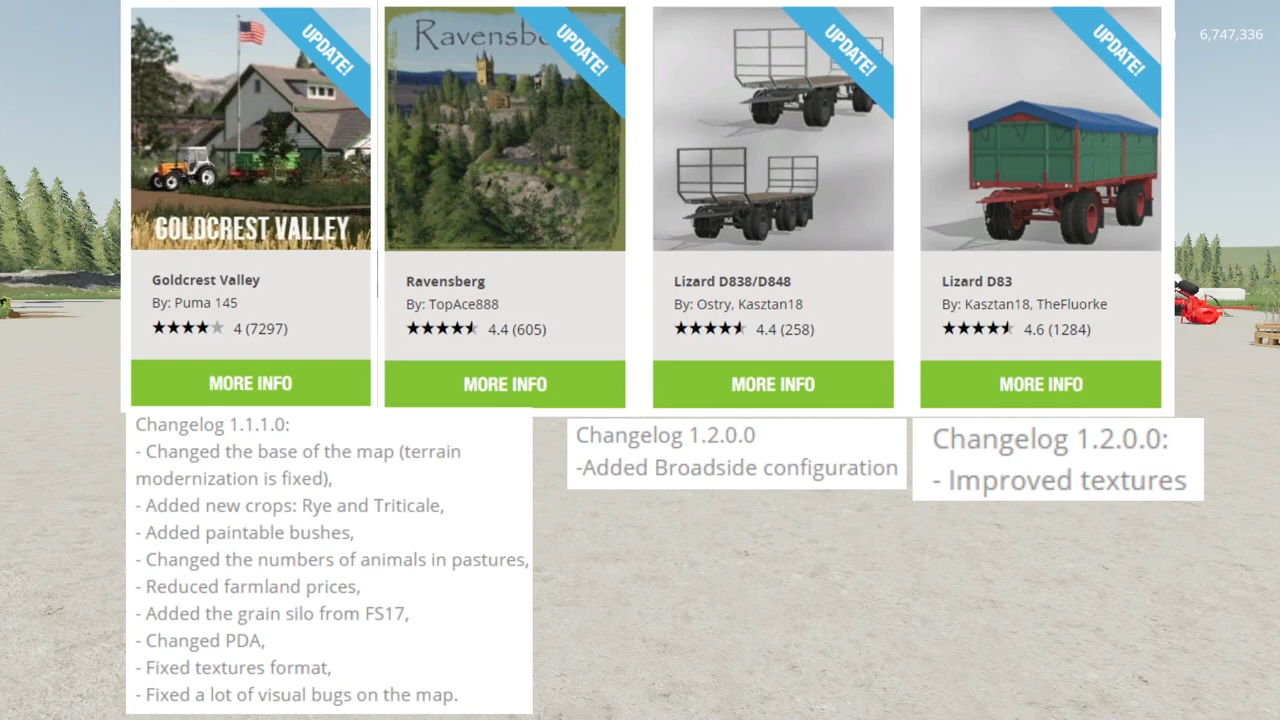 UPDATE!
GOLDCREST VALLEY
Goldcrest Valley
By: Puma 145
4 (7297)
MORE INFO
UPDATE!
Ravensberg
By: TopAce888
4.4 (605)
MORE INFO
UPDATE!
Lizard D838/D848
By: Ostry, Kasztan18
4.4 (258)
MORE INFO
UPDATE!
Lizard D83
By: Kasztan18, TheFluorke
4.6 (1284)
MORE INFO
6,747,336
Changelog 1.1.1.0:
- Changed the base of the map (terrain
modernization is fixed),
- Added new crops: Rye and Triticale,
- Added paintable bushes,
- Changed the numbers of animals in pastures,
- Reduced farmland prices,
- Added the grain silo from FS17,
- Changed PDA,
- Fixed textures format,
- Fixed a lot of visual bugs on the map.
Changelog 1.2.0.0
-Added Broadside configuration
Changelog 1.2.0.0:
- Improved textures